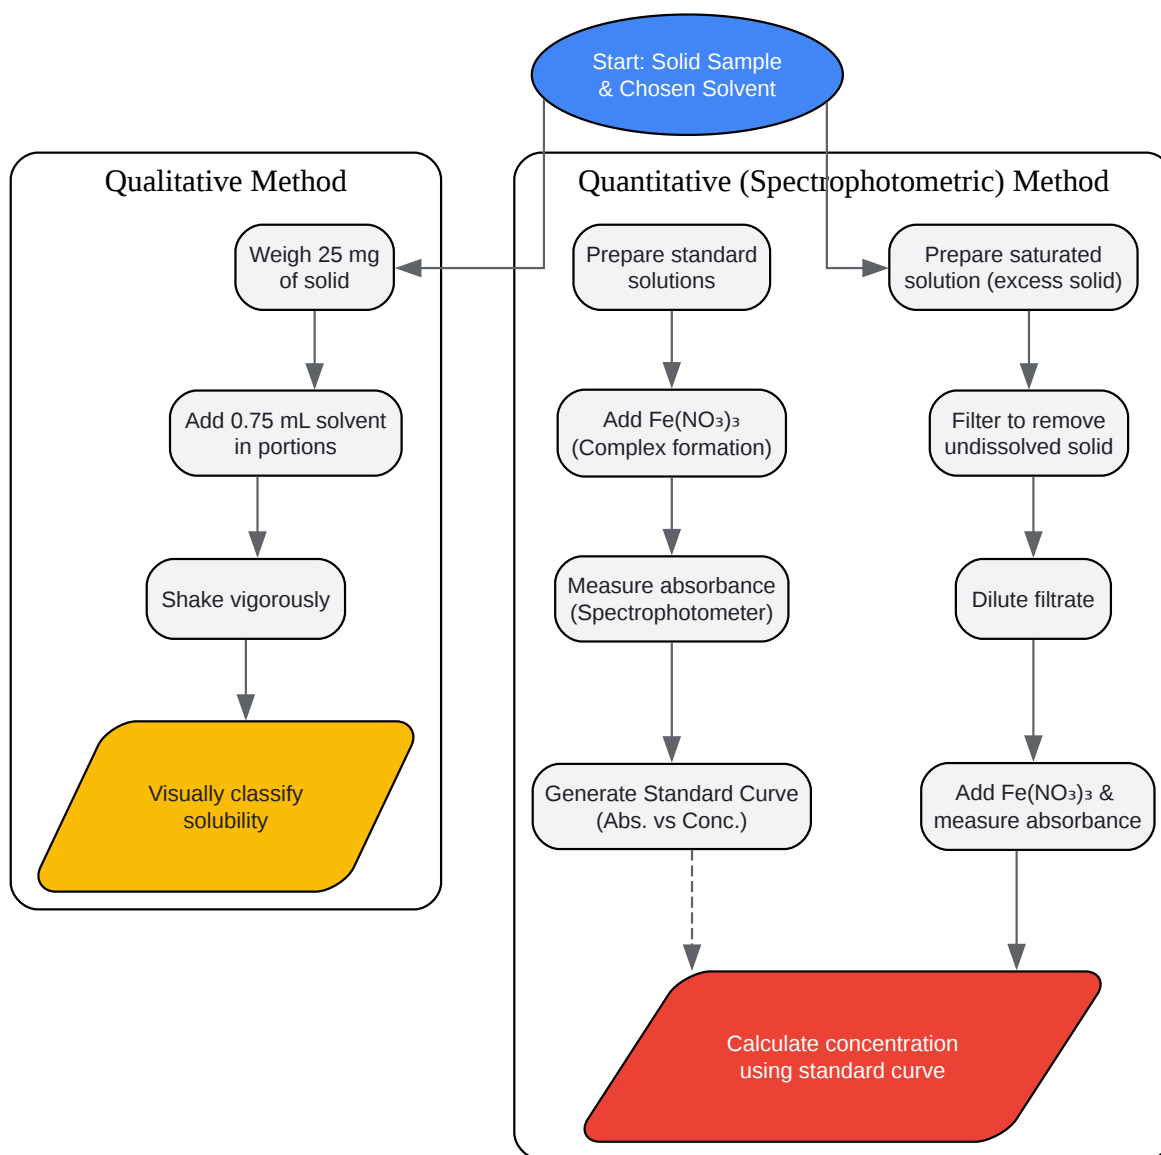 Start: Solid Sample
& Chosen Solvent
Qualitative Method
Weigh 25 mg
of solid
Add 0.75 mL solvent
in portions
Shake vigorously
Visually classify
solubility
Quantitative (Spectrophotometric) Method
Prepare standard
solutions
Add Fe(NO₃)₃
(Complex formation)
Measure absorbance
(Spectrophotometer)
Generate Standard Curve
(Abs. vs Conc.)
Prepare saturated
solution (excess solid)
Filter to remove
undissolved solid
Dilute filtrate
Add Fe(NO₃)₃ &
measure absorbance
Calculate concentration
using standard curve